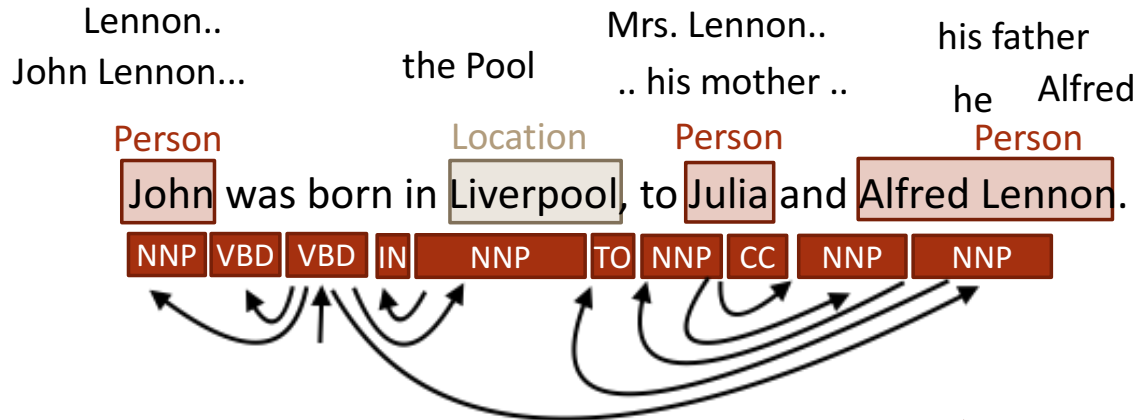 Lennon..
John Lennon...
the Pool
Mrs. Lennon..
.. his mother ..
his father
he Alfred
Person Location Person Person
John was born in Liverpool, to Julia and Alfred Lennon.
NNP VBD VBD IN NNP TO NNP CC NNP NNP